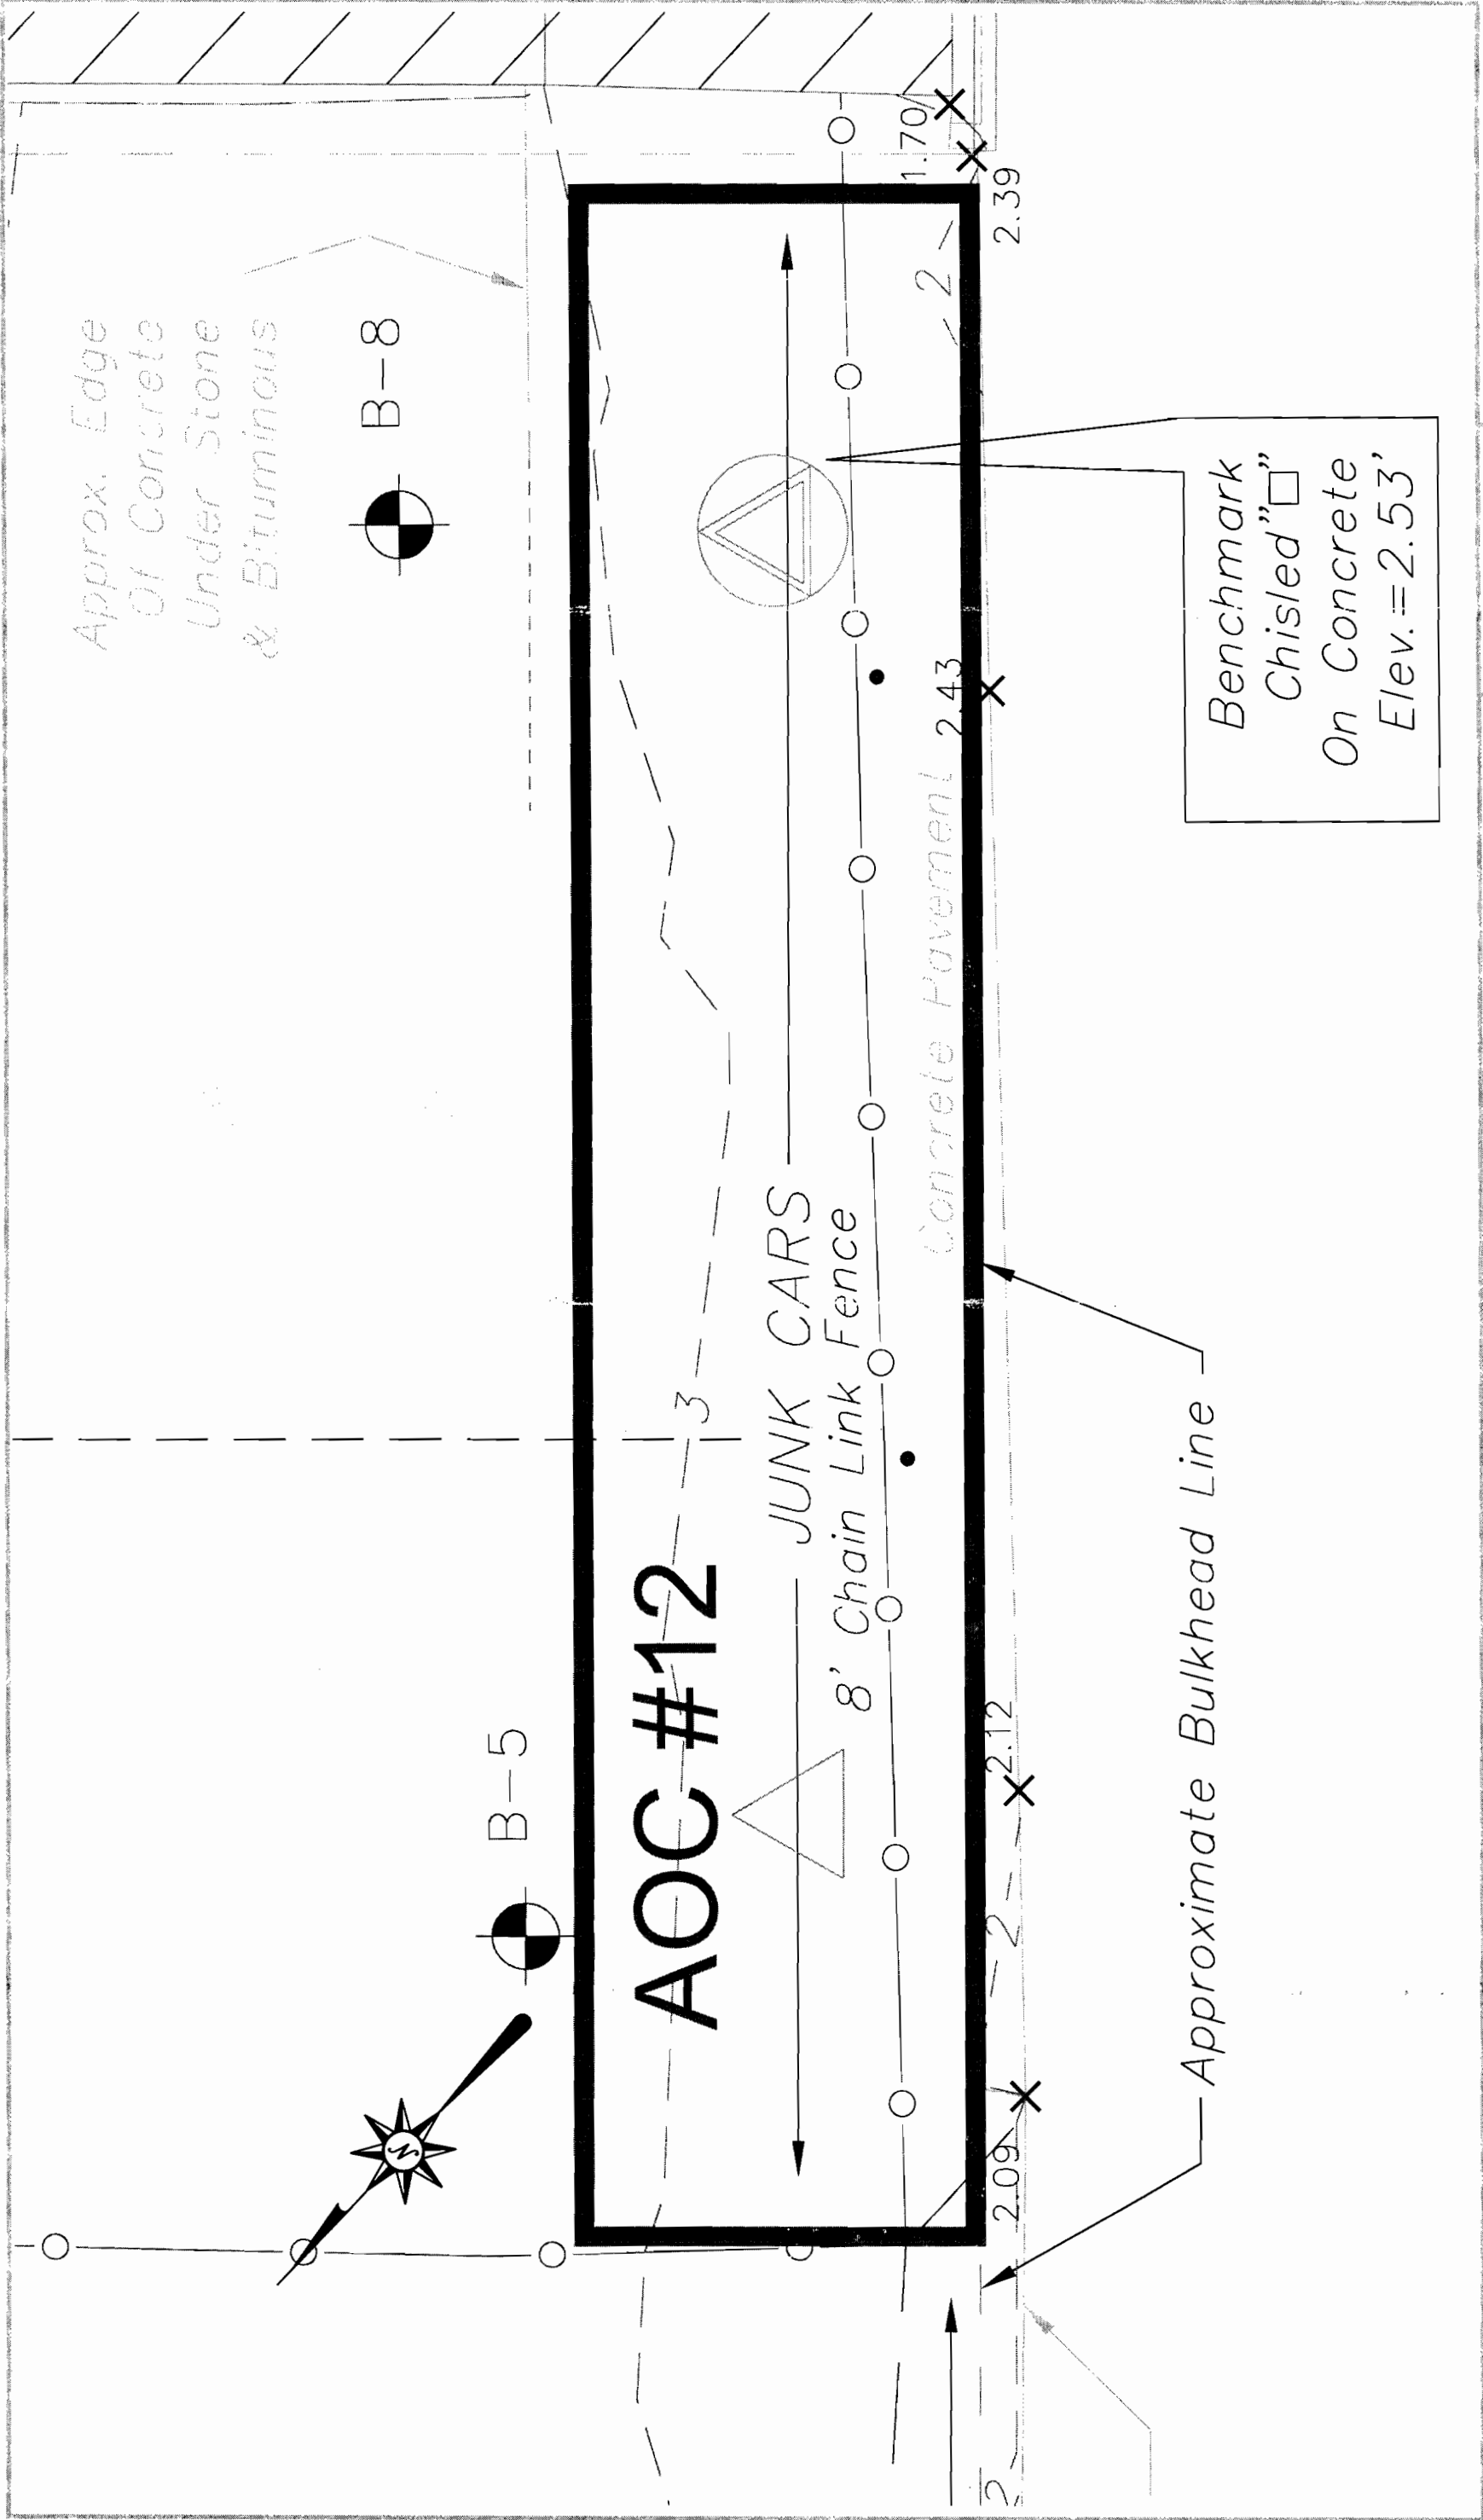 Approx. Edge
Of Concrete
Under Stone
& Bituminous
B-8
B-5
N
AOC #12
3
JUNK CARS
8' Chain Link Fence
Concrete Pavement
1.70
2.39
2
2.43
2.12
2
2.09
2
Approximate Bulkhead Line
Benchmark
Chisled"□"
On Concrete
Elev.=2.53'